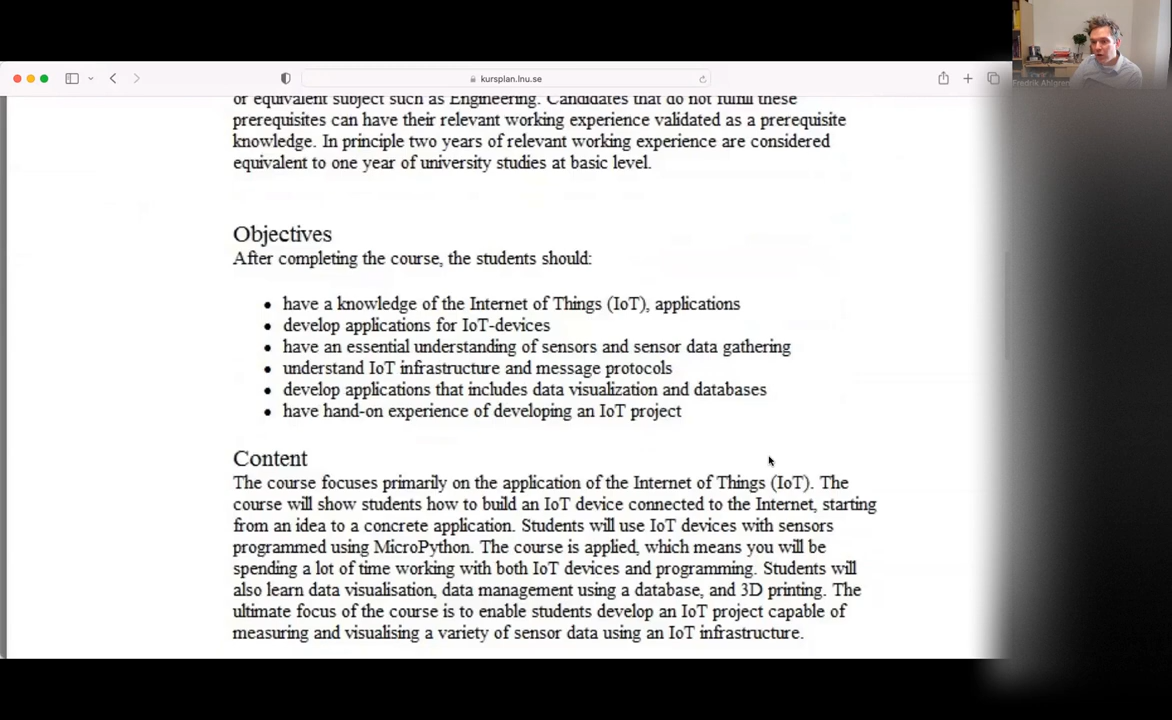 kursplan.lnu.se
Fredrik Ahlgren
or equivalent subject such as Engineering. Candidates that do not fulfil these
prerequisites can have their relevant working experience validated as a prerequisite
knowledge. In principle two years of relevant working experience are considered
equivalent to one year of university studies at basic level.
Objectives
After completing the course, the students should:
• have a knowledge of the Internet of Things (IoT), applications
• develop applications for IoT-devices
• have an essential understanding of sensors and sensor data gathering
• understand IoT infrastructure and message protocols
• develop applications that includes data visualization and databases
• have hand-on experience of developing an IoT project
Content
The course focuses primarily on the application of the Internet of Things (IoT). The
course will show students how to build an IoT device connected to the Internet, starting
from an idea to a concrete application. Students will use IoT devices with sensors
programmed using MicroPython. The course is applied, which means you will be
spending a lot of time working with both IoT devices and programming. Students will
also learn data visualisation, data management using a database, and 3D printing. The
ultimate focus of the course is to enable students develop an IoT project capable of
measuring and visualising a variety of sensor data using an IoT infrastructure.